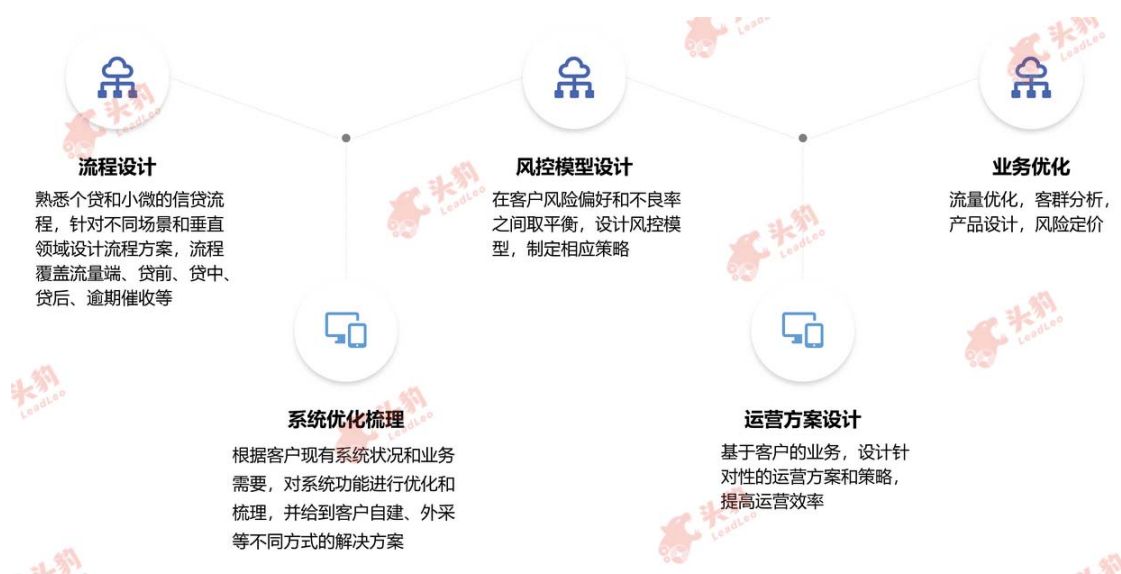 流程设计
熟悉个贷和小微的信贷流
程，针对不同场景和垂直
领域设计流程方案，流程
覆盖流量端、贷前、贷中、
贷后、逾期催收等
系统优化梳理
根据客户现有系统状况和业务
需要，对系统功能进行优化和
梳理，并给到客户自建、外采
等不同方式的解决方案
风控模型设计
在客户风险偏好和不良率
之间取平衡，设计风控模
型，制定相应策略
运营方案设计
基于客户的业务，设计针
对性的运营方案和策略，
提高运营效率
业务优化
流量优化，客群分析，
产品设计，风险定价
头豹
LeadLeo